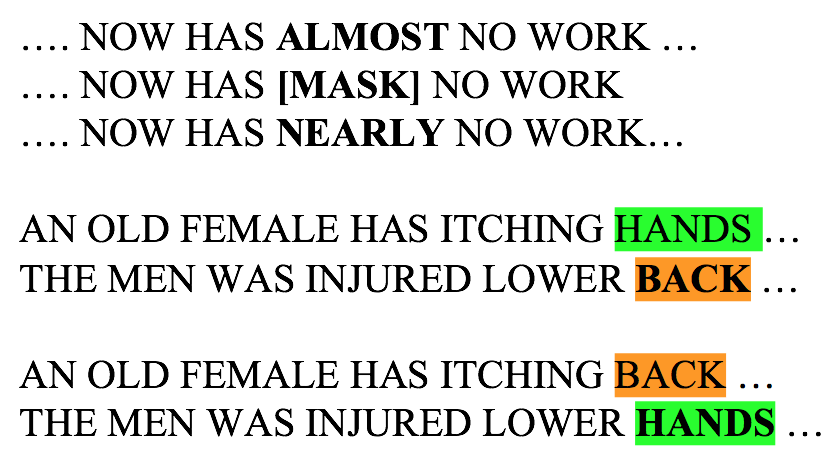 …. NOW HAS ALMOST NO WORK …
…. NOW HAS [MASK] NO WORK
…. NOW HAS NEARLY NO WORK…
AN OLD FEMALE HAS ITCHING HANDS …
THE MEN WAS INJURED LOWER BACK …
AN OLD FEMALE HAS ITCHING BACK …
THE MEN WAS INJURED LOWER HANDS …